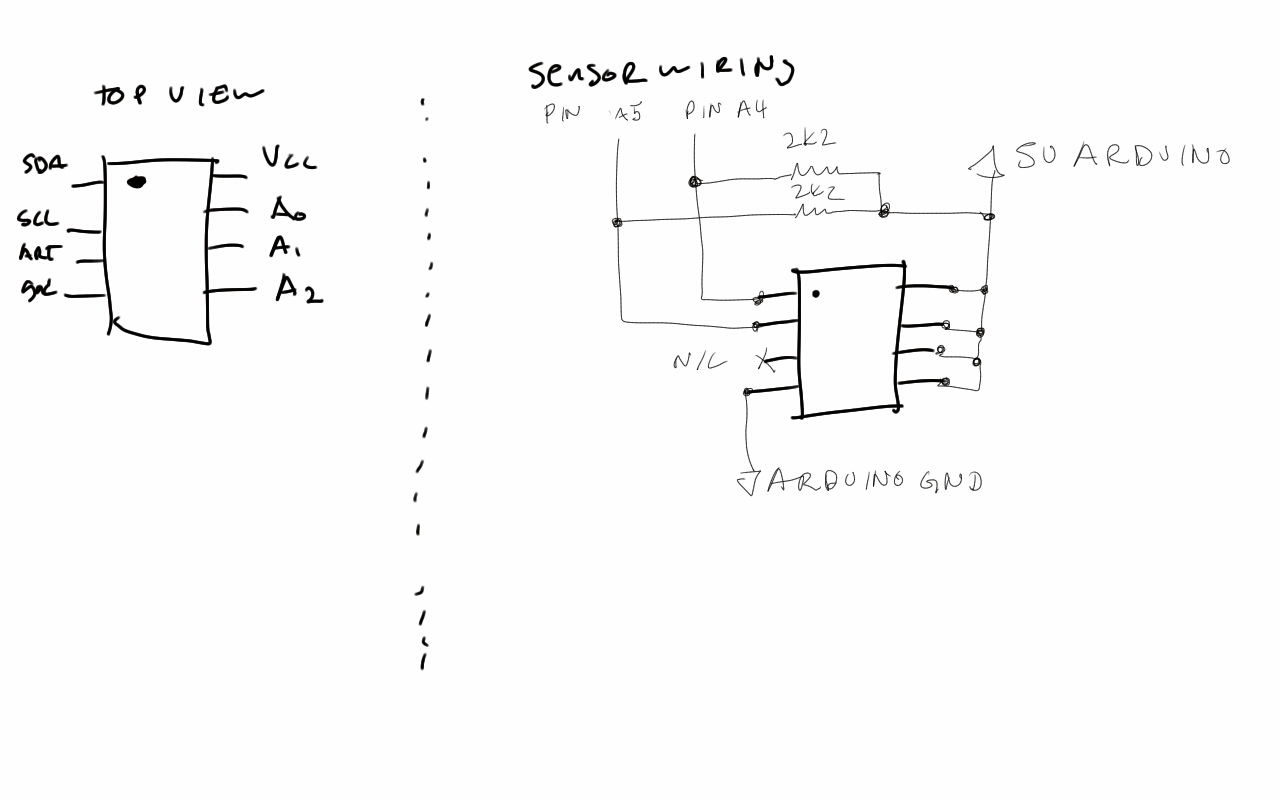 TOP VIEW
SDA
VCC
SCL
A0
ART
A1
gnd
A2
SENSOR WIRING
PIN A5
PIN A4
2K2
2K2
5V ARDUINO
N/C X
ARDUINO GND